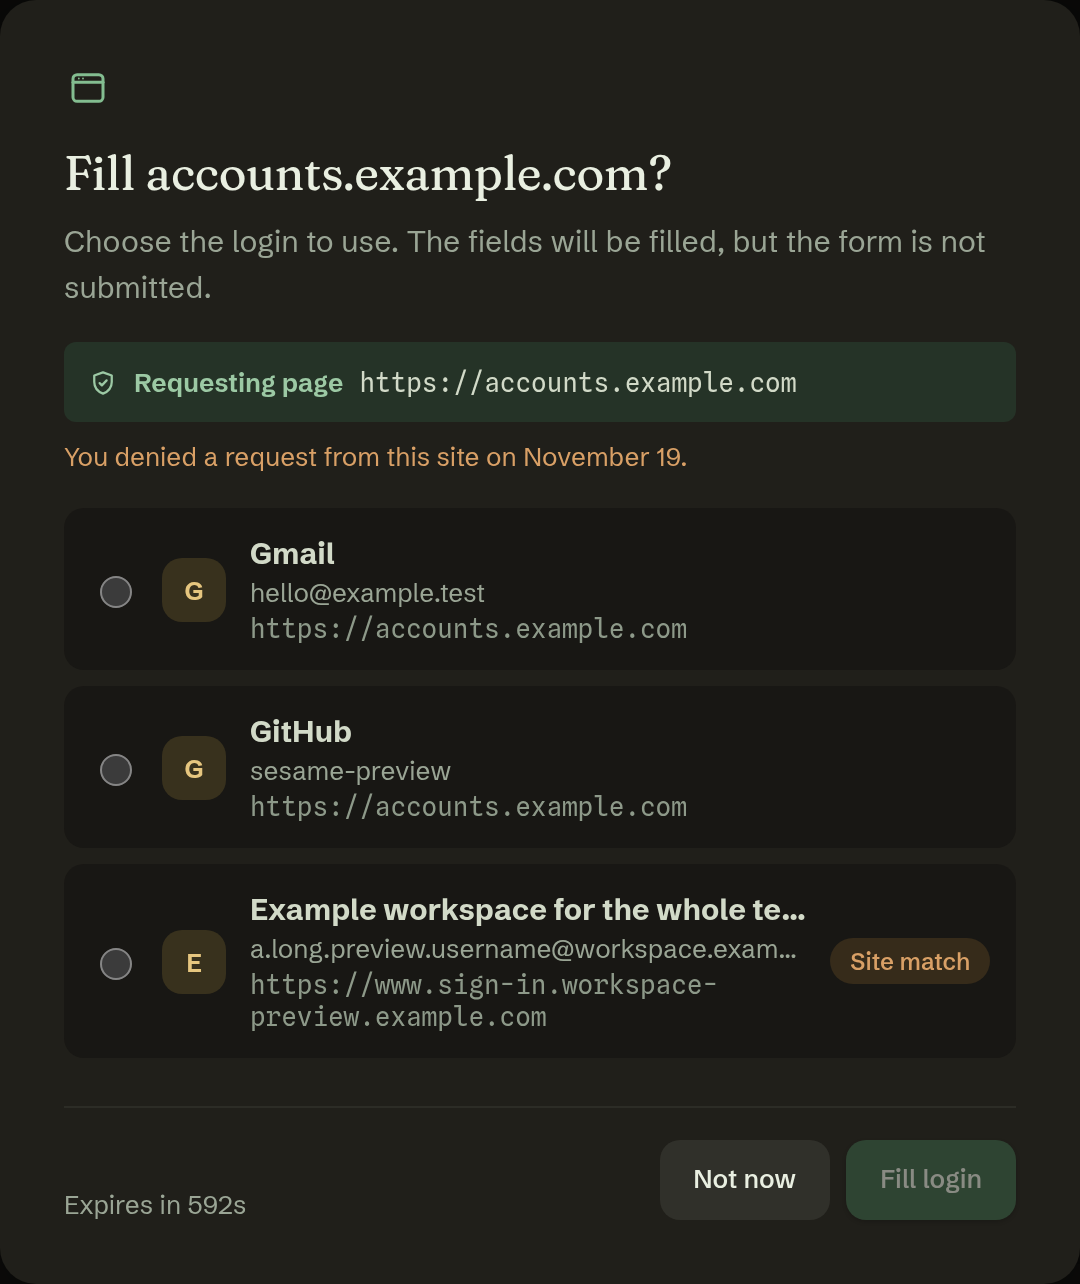 Fill accounts.example.com?
Choose the login to use. The fields will be filled, but the form is not
submitted.
Requesting page https://accounts.example.com
You denied a request from this site on November 19.
G
Gmail
hello@example.test
https://accounts.example.com
G
GitHub
sesame-preview
https://accounts.example.com
E
Example workspace for the whole te...
a.long.preview.username@workspace.exam...
https://www.sign-in.workspace-
preview.example.com
Site match
Expires in 592s
Not now
Fill login